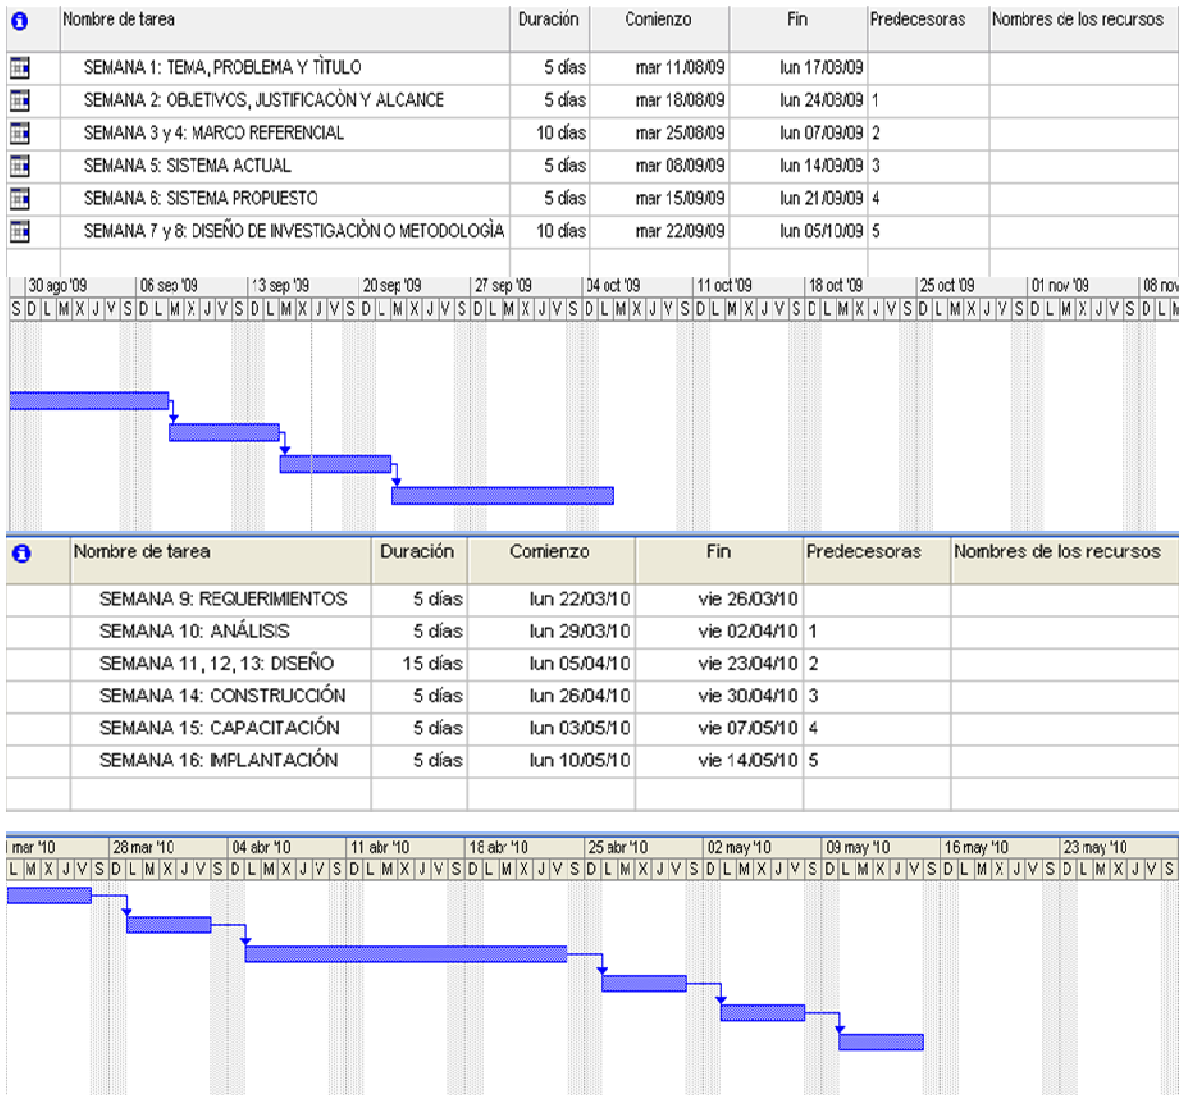 Nombre de tarea Duración Comienzo Fin Predecesoras Nombres de los recursos
SEMANA 1: TEMA, PROBLEMA Y TÌTULO 5 días mar 11/08/09 lun 17/08/09
SEMANA 2: OBJETIVOS, JUSTIFICACÒN Y ALCANCE 5 días mar 18/08/09 lun 24/08/09 1
SEMANA 3 y 4: MARCO REFERENCIAL 10 días mar 25/08/09 lun 07/09/09 2
SEMANA 5: SISTEMA ACTUAL 5 días mar 08/09/09 lun 14/09/09 3
SEMANA 6: SISTEMA PROPUESTO 5 días mar 15/09/09 lun 21/09/09 4
SEMANA 7 y 8: DISEÑO DE INVESTIGACIÒN O METODOLOGÌA 10 días mar 22/09/09 lun 05/10/09 5
30 ago '09 06 sep '09 13 sep '09 20 sep '09 27 sep '09 04 oct '09 11 oct '09 18 oct '09 25 oct '09 01 nov '09 08 nov
S D L M X J V S D L M X J V S D L M X J V S D L M X J V S D L M X J V S D L M X J V S D L M X J V S D L M X J V S D L M X J V S D L M X J V S D L M
Nombre de tarea Duración Comienzo Fin Predecesoras Nombres de los recursos
SEMANA 9: REQUERIMIENTOS 5 días lun 22/03/10 vie 26/03/10
SEMANA 10: ANÁLISIS 5 días lun 29/03/10 vie 02/04/10 1
SEMANA 11, 12, 13: DISEÑO 15 días lun 05/04/10 vie 23/04/10 2
SEMANA 14: CONSTRUCCIÓN 5 días lun 26/04/10 vie 30/04/10 3
SEMANA 15: CAPACITACIÓN 5 días lun 03/05/10 vie 07/05/10 4
SEMANA 16: IMPLANTACIÓN 5 días lun 10/05/10 vie 14/05/10 5
mar '10 28 mar '10 04 abr '10 11 abr '10 18 abr '10 25 abr '10 02 may '10 09 may '10 16 may '10 23 may '10
L M X J V S D L M X J V S D L M X J V S D L M X J V S D L M X J V S D L M X J V S D L M X J V S D L M X J V S D L M X J V S D L M X J V S